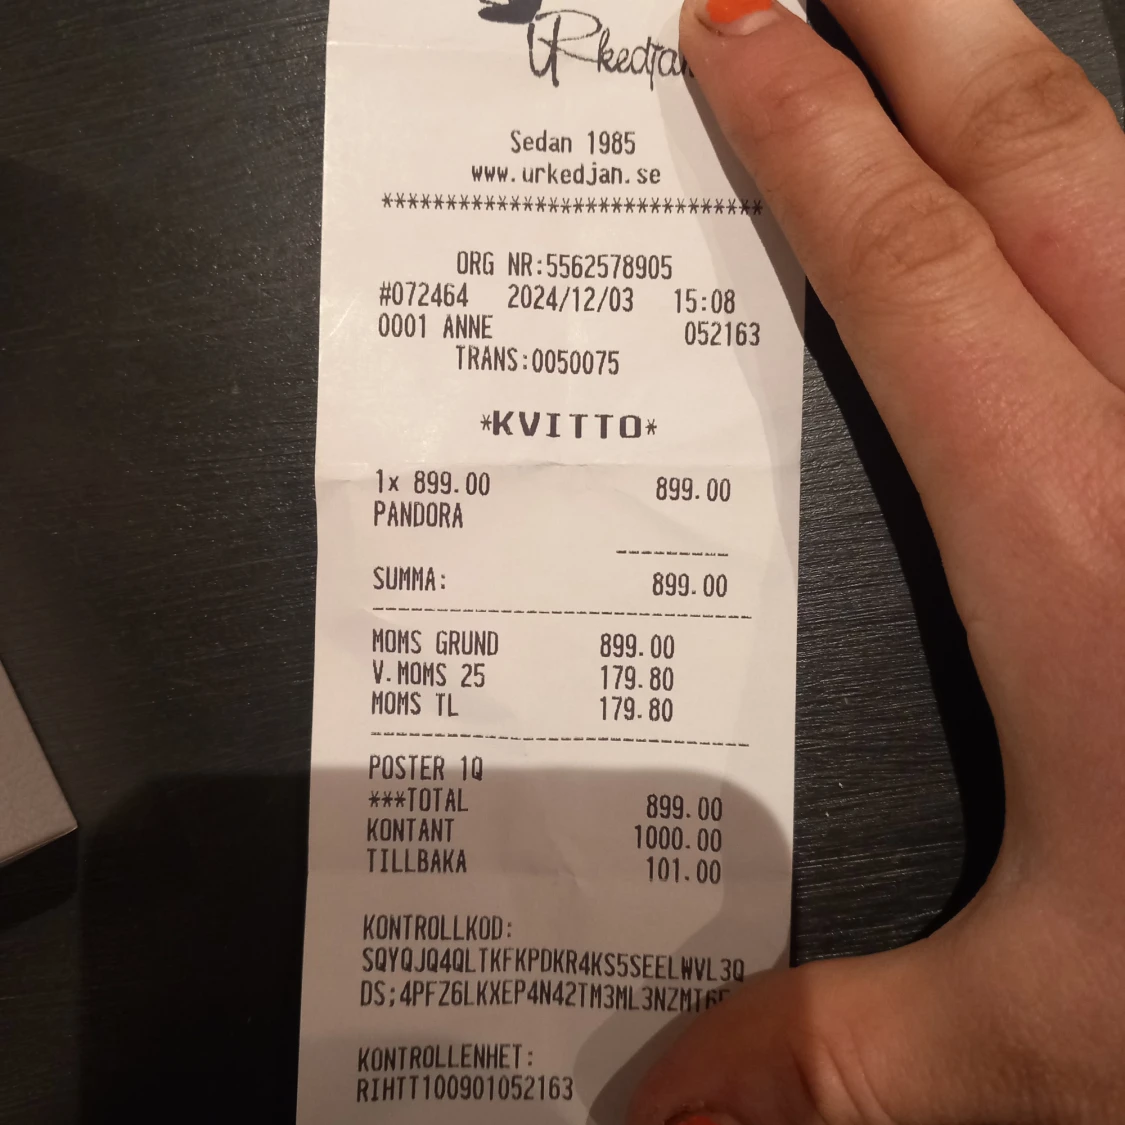 URkedjan
Sedan 1985
www.urkedjan.se
******************************
ORG NR:5562578905
#072464 2024/12/03 15:08
0001 ANNE 052163
TRANS:0050075
*KVITTO*
1x 899.00 899.00
PANDORA
SUMMA: 899.00
MOMS GRUND 899.00
V.MOMS 25 179.80
MOMS TL 179.80
POSTER 1Q
***TOTAL 899.00
KONTANT 1000.00
TILLBAKA 101.00
KONTROLLKOD:
SQYQJQ4QLTKFKPDKR4KS5SEELWVL3Q
DS;4PFZ6LKXEP4N42TM3ML3NZMT6
KONTROLLENHET:
RIHTT100901052163